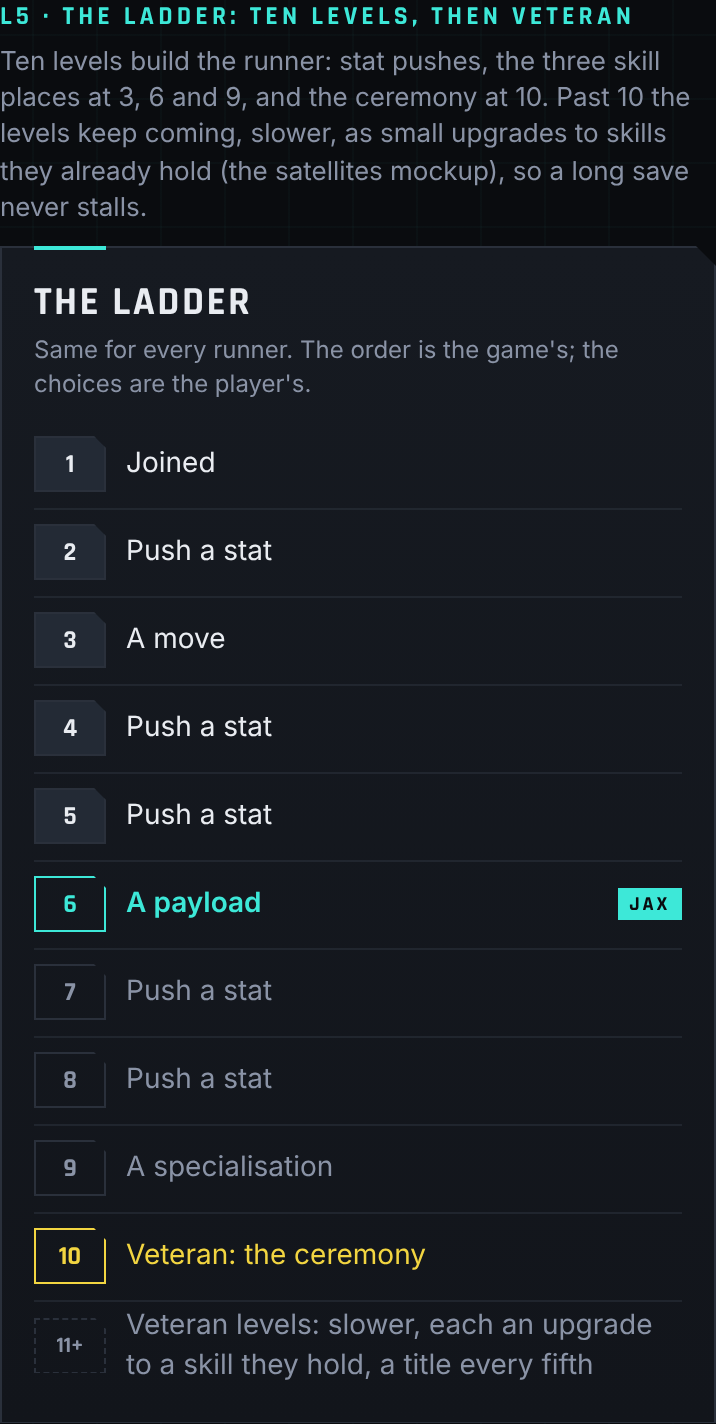 L5 · THE LADDER: TEN LEVELS, THEN VETERAN
Ten levels build the runner: stat pushes, the three skill
places at 3, 6 and 9, and the ceremony at 10. Past 10 the
levels keep coming, slower, as small upgrades to skills
they already hold (the satellites mockup), so a long save
never stalls.
THE LADDER
Same for every runner. The order is the game's; the
choices are the player's.
1 Joined
2 Push a stat
3 A move
4 Push a stat
5 Push a stat
6 A payload JAX
7 Push a stat
8 Push a stat
9 A specialisation
10 Veteran: the ceremony
11+ Veteran levels: slower, each an upgrade
to a skill they hold, a title every fifth